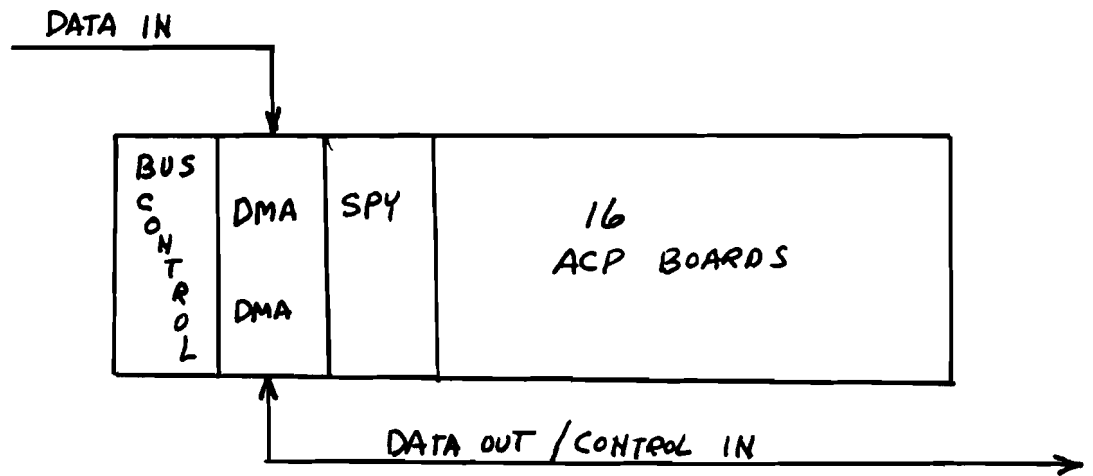 DATA IN
BUS
CONTROL
DMA
DMA
SPY
16
ACP BOARDS
DATA OUT / CONTROL IN